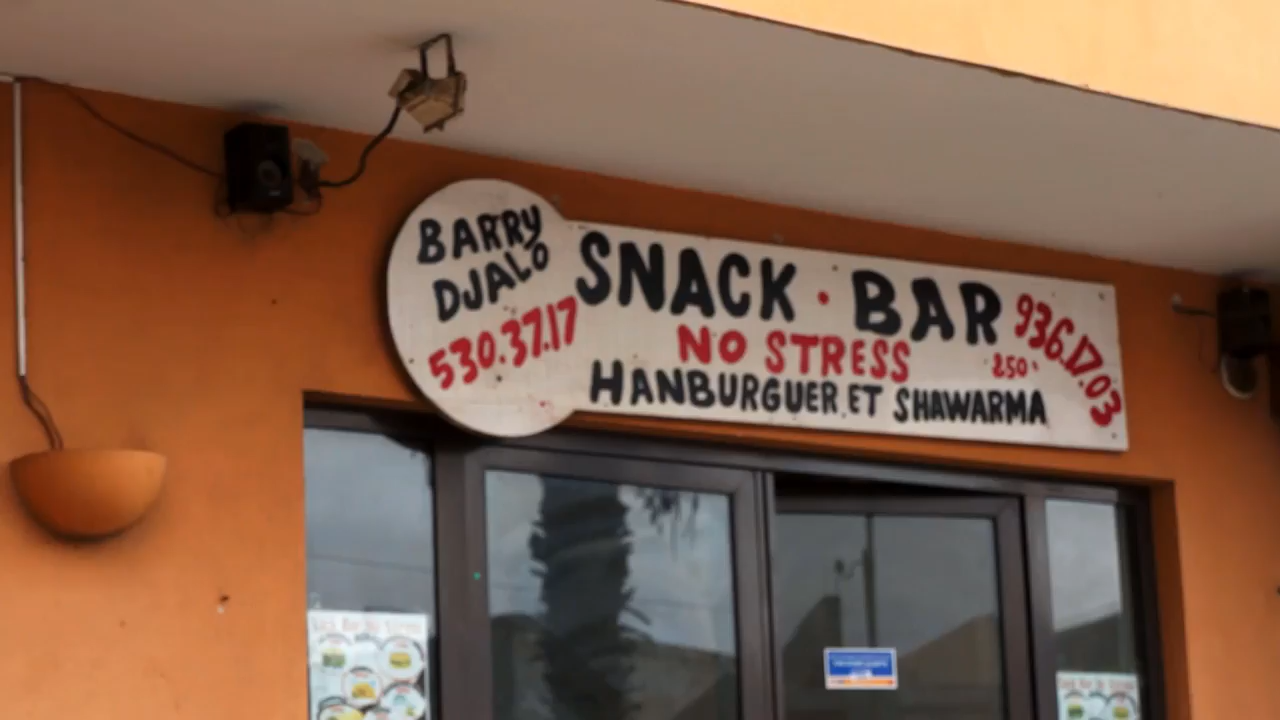 BARRY
DJALO
530.37.17
SNACK · BAR
NO STRESS
250
HANBURGUER ET SHAWARMA
936.17.03